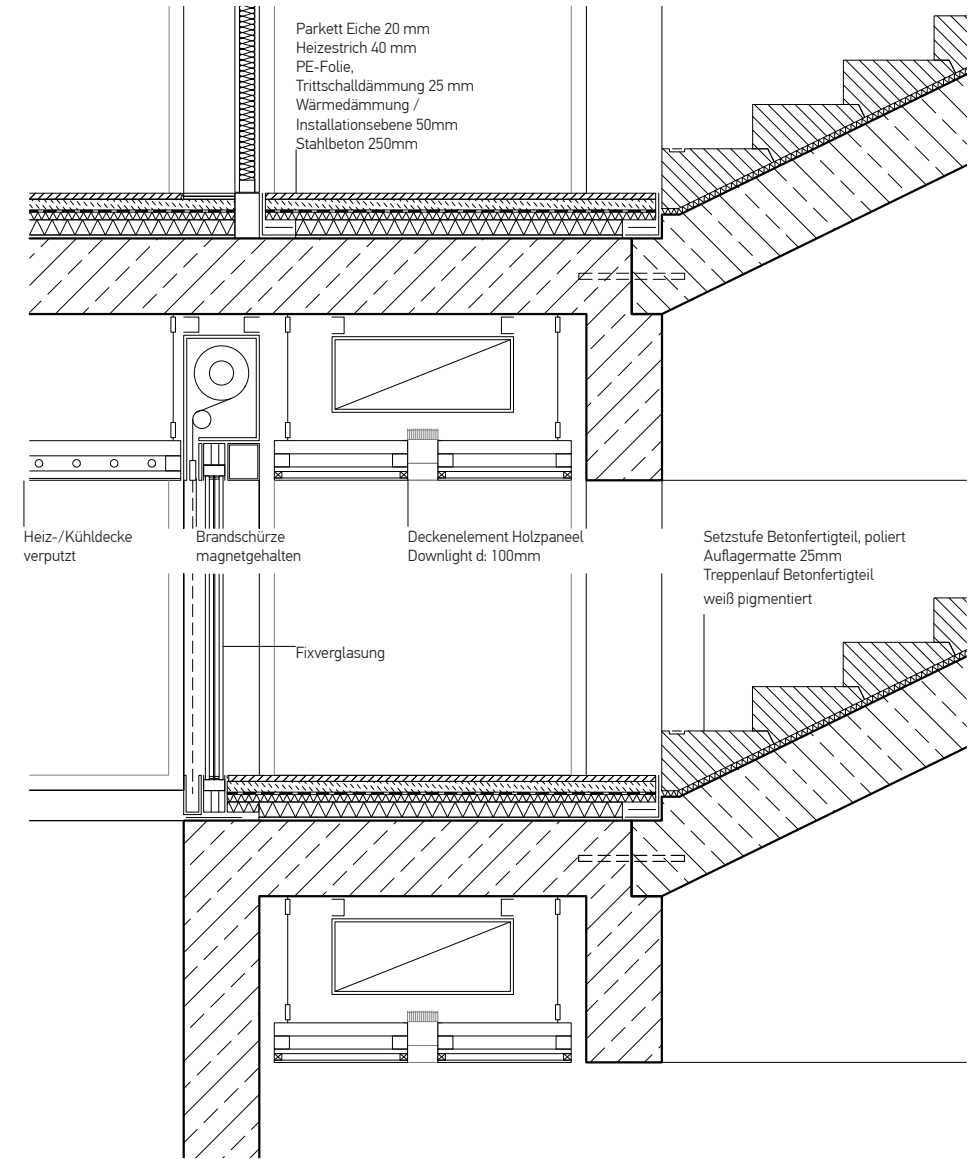 Parkett Eiche 20 mm
Heizestrich 40 mm
PE-Folie,
Trittschalldämmung 25 mm
Wärmedämmung /
Installationsebene 50mm
Stahlbeton 250mm
Heiz-/Kühldecke
verputzt
Brandschürze
magnetgehalten
Deckenelement Holzpaneel
Downlight d: 100mm
Setzstufe Betonfertigteil, poliert
Auflagermatte 25mm
Treppenlauf Betonfertigteil
weiß pigmentiert
Fixverglasung